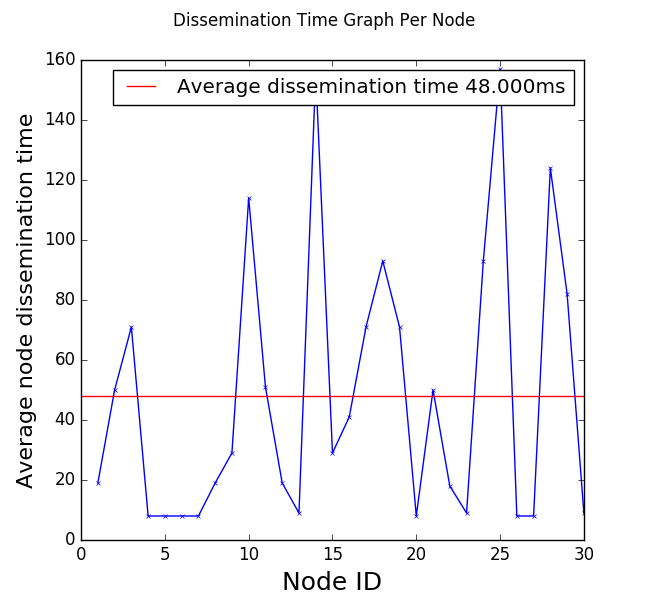 Dissemination Time Graph Per Node
160
140
120
100
80
60
40
20
0
Average dissemination time 48.000ms
Average node dissemination time
0 5 10 15 20 25 30
Node ID